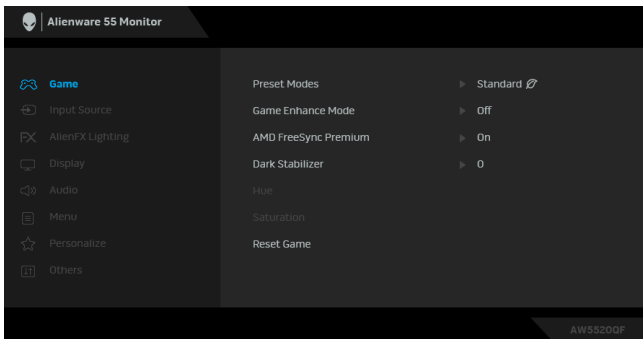 Alienware 55 Monitor
Game
Preset Modes
Standard
Input Source
Game Enhance Mode
Off
AlienFX Lighting
AMD FreeSync Premium
On
Display
Dark Stabilizer
0
Audio
Hue
Menu
Saturation
Personalize
Reset Game
Others
AW5520QF